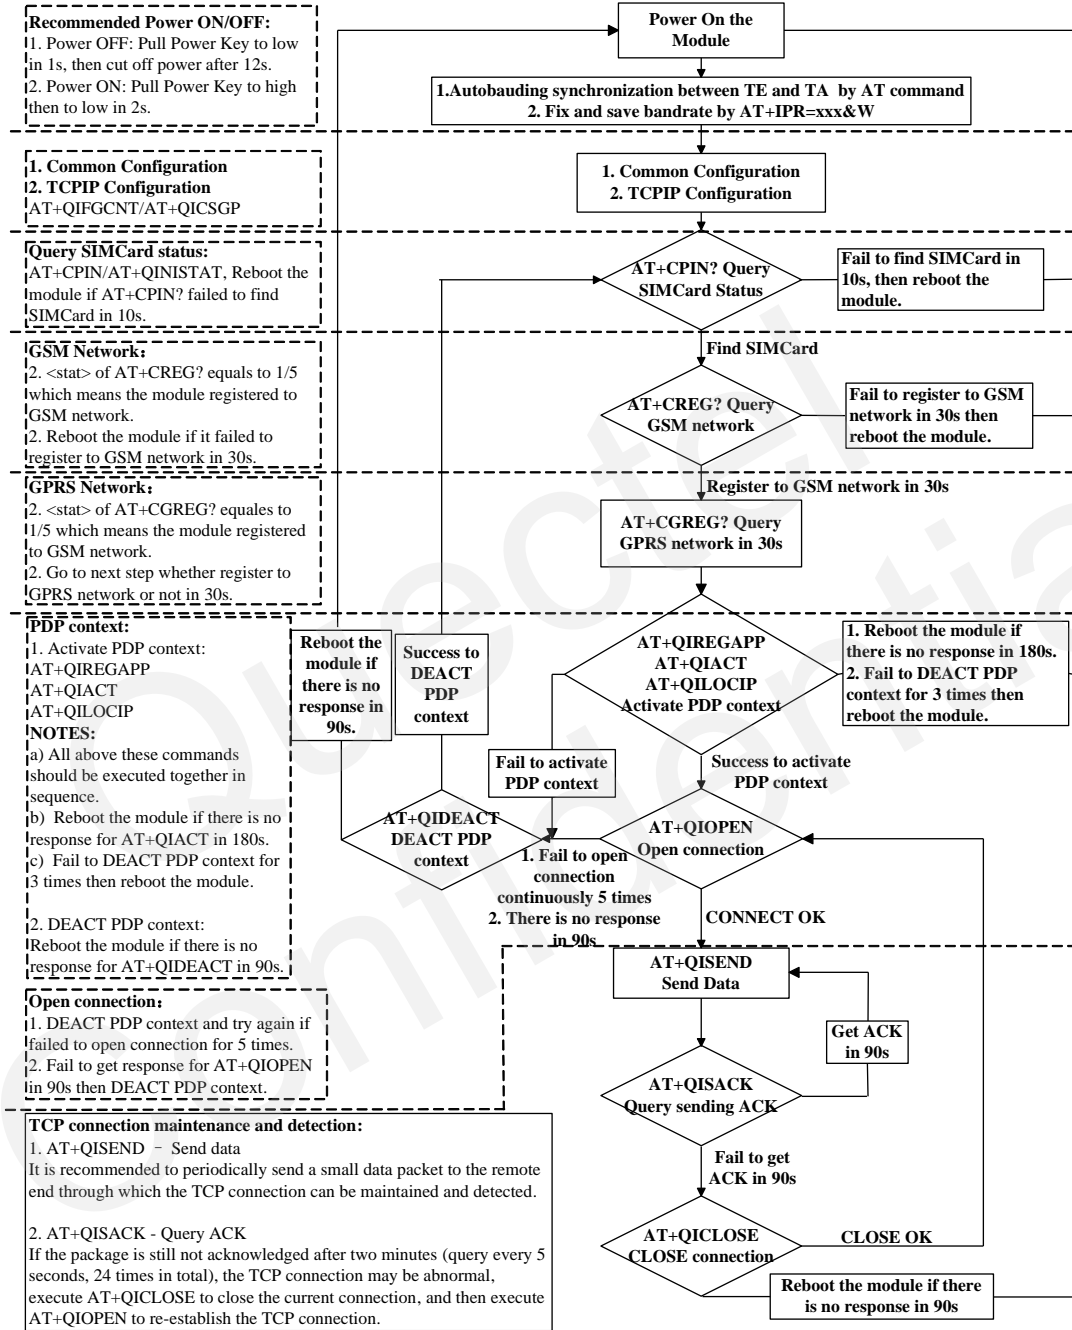 Recommended Power ON/OFF:
1. Power OFF: Pull Power Key to low
in 1s, then cut off power after 12s.
2. Power ON: Pull Power Key to high
then to low in 2s.
Power On the
Module
1.Autobauding synchronization between TE and TA by AT command
2. Fix and save bandrate by AT+IPR=xxx&W
1. Common Configuration
2. TCPIP Configuration
AT+QIFGCNT/AT+QICSGP
1. Common Configuration
2. TCPIP Configuration
Query SIMCard status:
AT+CPIN/AT+QINISTAT, Reboot the
module if AT+CPIN? failed to find
SIMCard in 10s.
AT+CPIN? Query
SIMCard Status
Fail to find SIMCard in
10s, then reboot the
module.
Find SIMCard
GSM Network:
2. <stat> of AT+CREG? equals to 1/5
which means the module registered to
GSM network.
2. Reboot the module if it failed to
register to GSM network in 30s.
AT+CREG? Query
GSM network
Fail to register to GSM
network in 30s then
reboot the module.
Register to GSM network in 30s
GPRS Network:
2. <stat> of AT+CGREG? equales to
1/5 which means the module registered
to GSM network.
2. Go to next step whether register to
GPRS network or not in 30s.
AT+CGREG? Query
GPRS network in 30s
PDP context:
1. Activate PDP context:
AT+QIREGAPP
AT+QIACT
AT+QILOCIP
NOTES:
a) All above these commands
should be executed together in
sequence.
b) Reboot the module if there is no
response for AT+QIACT in 180s.
c) Fail to DEACT PDP context for
3 times then reboot the module.
2. DEACT PDP context:
Reboot the module if there is no
response for AT+QIDEACT in 90s.
Reboot the
module if
there is no
response in
90s.
Success to
DEACT
PDP
context
AT+QIREGAPP
AT+QIACT
AT+QILOCIP
Activate PDP context
1. Reboot the module if
there is no response in 180s.
2. Fail to DEACT PDP
context for 3 times then
reboot the module.
Fail to activate
PDP context
Success to activate
PDP context
AT+QIDEACT
DEACT PDP
context
AT+QIOPEN
Open connection
1. Fail to open
connection
continuously 5 times
2. There is no response
in 90s
CONNECT OK
Open connection:
1. DEACT PDP context and try again if
failed to open connection for 5 times.
2. Fail to get response for AT+QIOPEN
in 90s then DEACT PDP context.
AT+QISEND
Send Data
Get ACK
in 90s
AT+QISACK
Query sending ACK
Fail to get
ACK in 90s
TCP connection maintenance and detection:
1. AT+QISEND – Send data
It is recommended to periodically send a small data packet to the remote
end through which the TCP connection can be maintained and detected.
2. AT+QISACK - Query ACK
If the package is still not acknowledged after two minutes (query every 5
seconds, 24 times in total), the TCP connection may be abnormal,
execute AT+QICLOSE to close the current connection, and then execute
AT+QIOPEN to re-establish the TCP connection.
AT+QICLOSE
CLOSE connection
CLOSE OK
Reboot the module if there
is no response in 90s
Quectel
Confidential